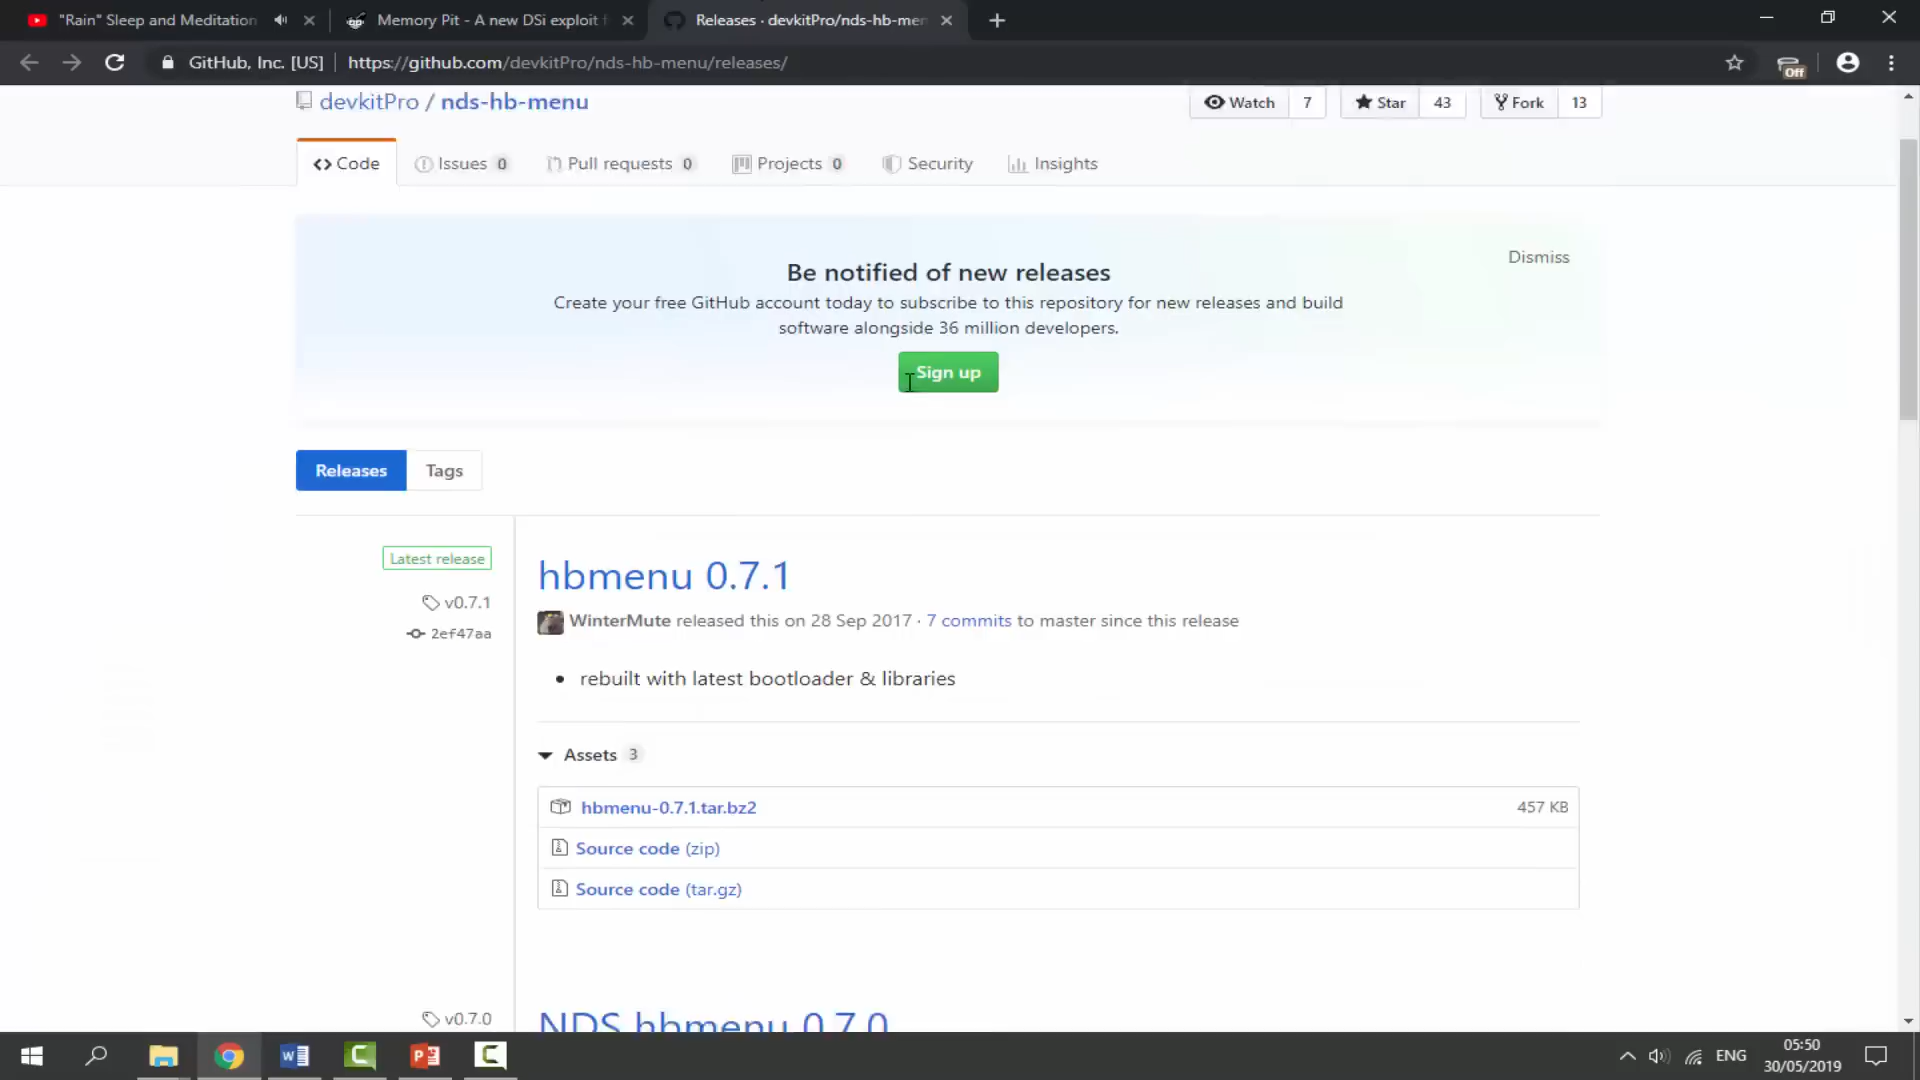 "Rain" Sleep and Meditation
Memory Pit - A new DSi exploit f
Releases · devkitPro/nds-hb-men
GitHub, Inc. [US]
https://github.com/devkitPro/nds-hb-menu/releases/
Off
devkitPro / nds-hb-menu
Watch 7
Star 43
Fork 13
Code
Issues 0
Pull requests 0
Projects 0
Security
Insights
Be notified of new releases
Dismiss
Create your free GitHub account today to subscribe to this repository for new releases and build
software alongside 36 million developers.
Sign up
Releases
Tags
Latest release
v0.7.1
2ef47aa
hbmenu 0.7.1
WinterMute released this on 28 Sep 2017 · 7 commits to master since this release
• rebuilt with latest bootloader & libraries
Assets 3
hbmenu-0.7.1.tar.bz2 457 KB
Source code (zip)
Source code (tar.gz)
v0.7.0
NDS hbmenu 0.7.0
ENG
05:50
30/05/2019